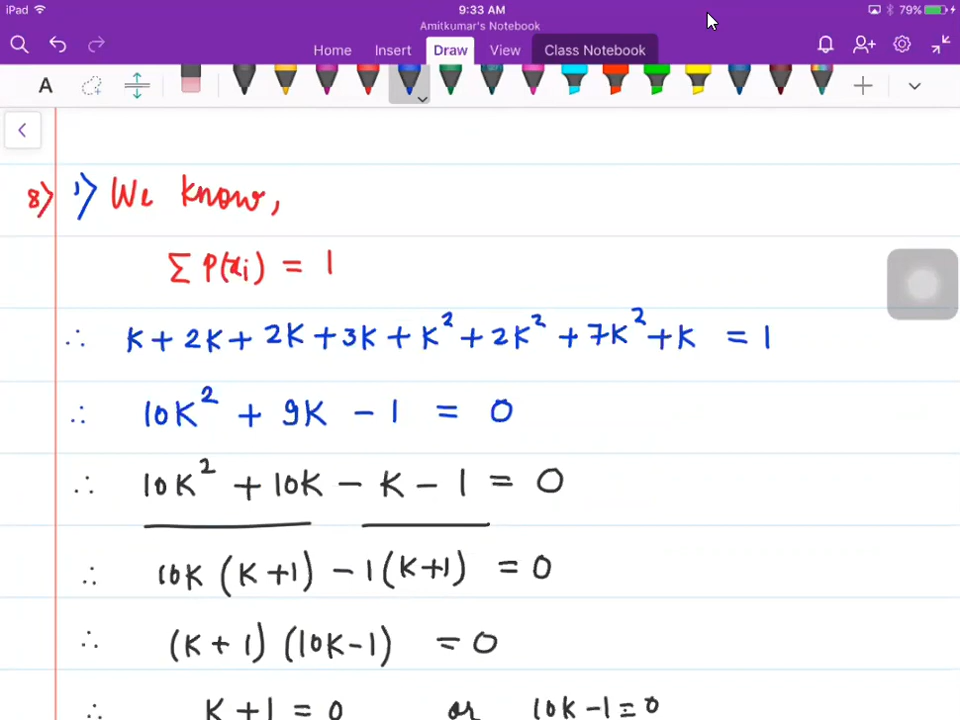 iPad 9:33 AM 79%
Amitkumar's Notebook
Home Insert Draw View Class Notebook
A
8) 1) We know,
Σ P(xi) = 1
∴ K + 2K + 2K + 3K + K² + 2K² + 7K² + K = 1
∴ 10K² + 9K - 1 = 0
∴ 10K² + 10K - K - 1 = 0
∴ 10K (K+1) - 1(K+1) = 0
∴ (K+1) (10K-1) = 0
∴ K+1 = 0 or 10K-1 = 0